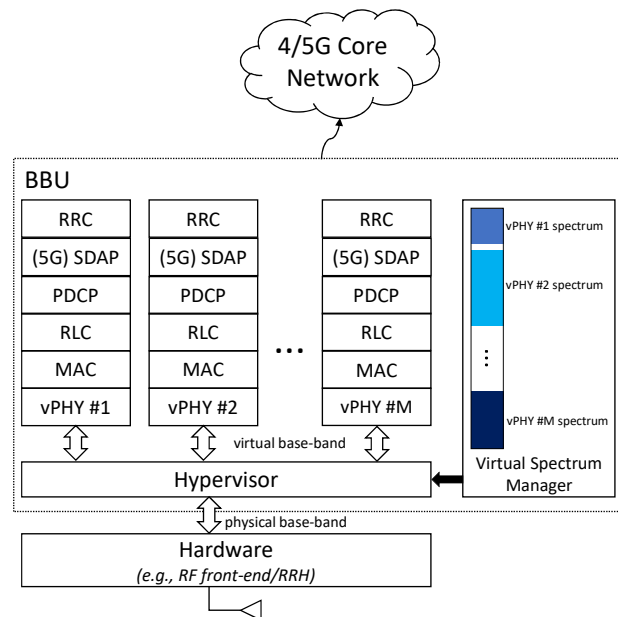 4/5G Core
Network
BBU
RRC
(5G) SDAP
PDCP
RLC
MAC
vPHY #1
RRC
(5G) SDAP
PDCP
RLC
MAC
vPHY #2
...
RRC
(5G) SDAP
PDCP
RLC
MAC
vPHY #M
vPHY #1 spectrum
vPHY #2 spectrum
...
vPHY #M spectrum
Virtual Spectrum
Manager
virtual base-band
Hypervisor
physical base-band
Hardware
(e.g., RF front-end/RRH)